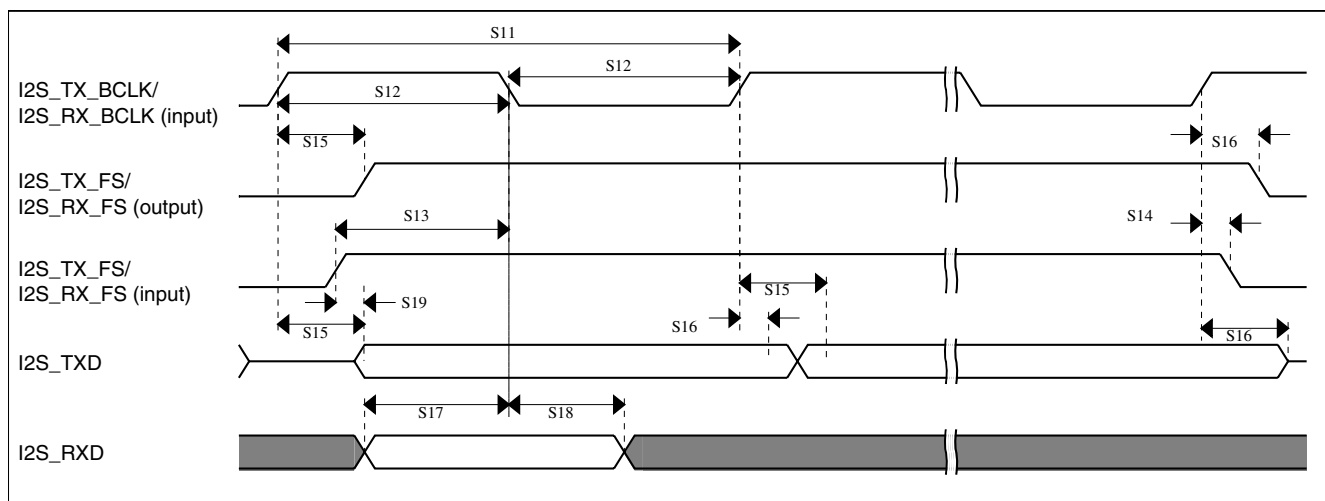 S11
I2S_TX_BCLK/
I2S_RX_BCLK (input)
S12
S12
S15
S16
I2S_TX_FS/
I2S_RX_FS (output)
S13
S14
I2S_TX_FS/
I2S_RX_FS (input)
S15
S19
S15
S16
S16
I2S_TXD
S17
S18
I2S_RXD